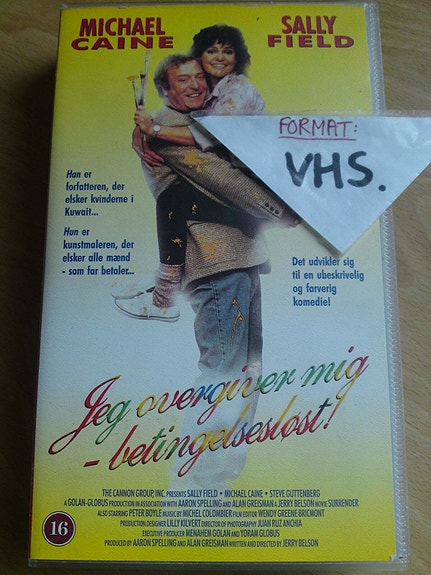 MICHAEL
CAINE
SALLY
FIELD
FORMAT:
VHS.
Han er
forfatteren, der
elsker kvinderne i
Kuwait...
Hun er
kunstmaleren, der
elsker alle mænd
- som far betaler...
Det udvikler sig
til en ubeskrivelig
og farverig
komedie!
Jeg overgiver mig
- betingelsesløst!
THE CANNON GROUP, INC. PRESENTS SALLY FIELD • MICHAEL CAINE • STEVE GUTTENBERG
A GOLAN-GLOBUS PRODUCTION IN ASSOCIATION WITH AARON SPELLING AND ALAN GREISMAN A JERRY BELSON MOVIE SURRENDER
ALSO STARRING PETER BOYLE MUSIC BY MICHEL COLOMBIER FILM EDITOR WENDY GREENE BRICMONT
PRODUCTION DESIGNER LILLY KILVERT DIRECTOR OF PHOTOGRAPHY JUAN RUIZ ANCHIA
EXECUTIVE PRODUCER MENAHEM GOLAN AND YORAM GLOBUS
PRODUCED BY AARON SPELLING AND ALAN GREISMAN WRITTEN AND DIRECTED BY JERRY BELSON
16